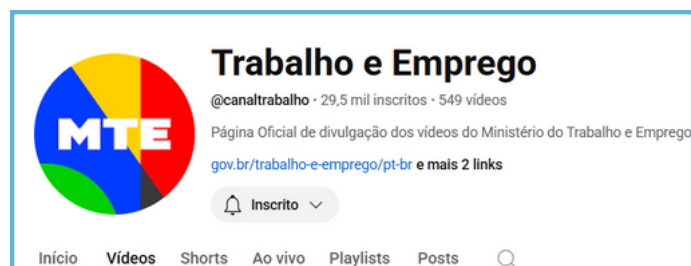 MTE
Trabalho e Emprego
@canaltrabalho · 29,5 mil inscritos · 549 vídeos
Página Oficial de divulgação dos vídeos do Ministério do Trabalho e Emprego
gov.br/trabalho-e-emprego/pt-br e mais 2 links
Inscrito
Início Vídeos Shorts Ao vivo Playlists Posts